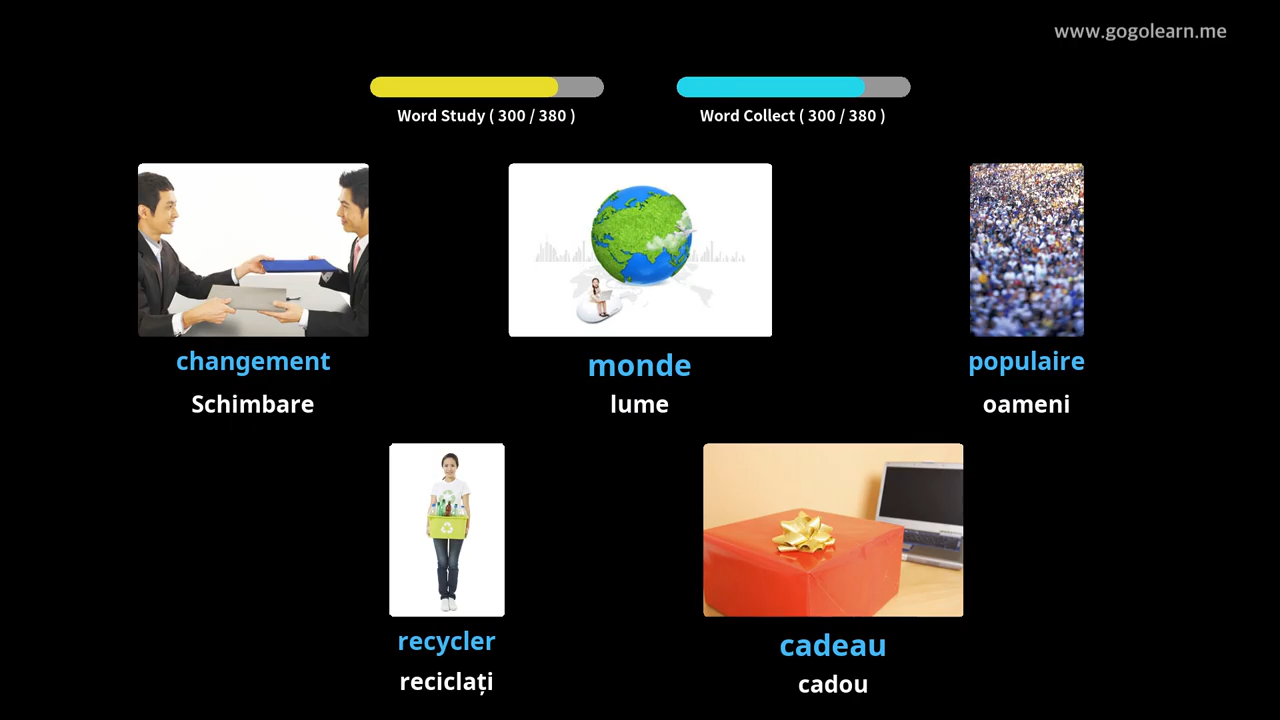 www.gogolearn.me
Word Study ( 300 / 380 )
Word Collect ( 300 / 380 )
changement
Schimbare
monde
lume
populaire
oameni
recycler
reciclați
cadeau
cadou